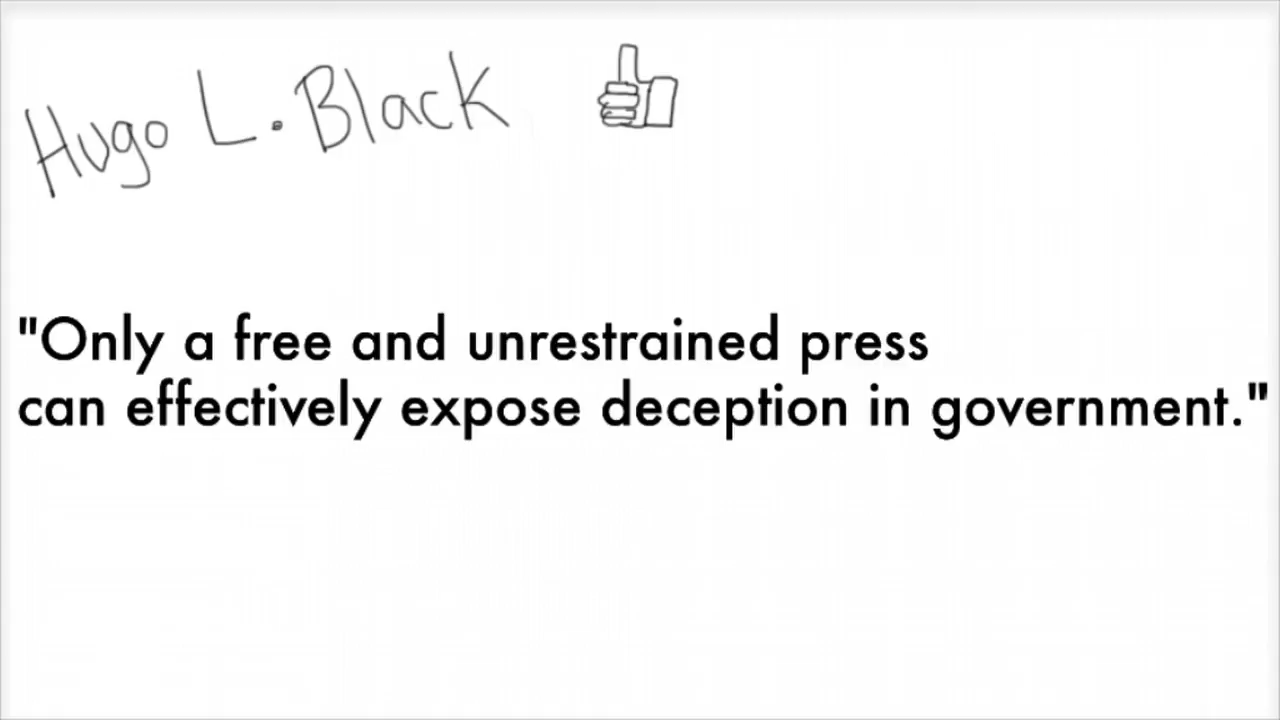 Hugo L. Black
"Only a free and unrestrained press
can effectively expose deception in government."